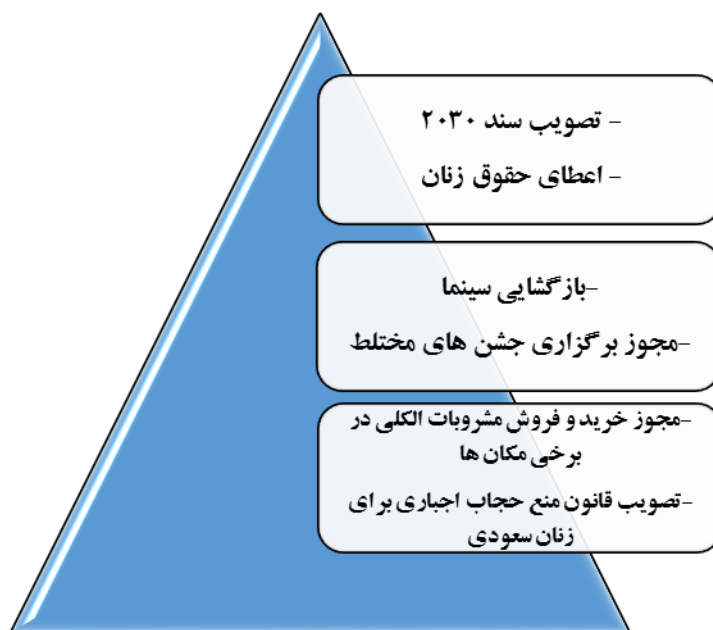 - تصویب سند ۲۰۳۰
- اعطای حقوق زنان
-بازگشایی سینما
-مجوز برگزاری جشن های مختلط
-مجوز خرید و فروش مشروبات الکلی در
برخی مکان ها
-تصویب قانون منع حجاب اجباری برای
زنان سعودی